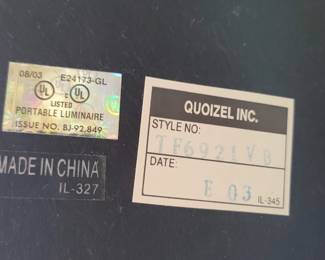 08/03 E24173-GL
UL c UL
LISTED
PORTABLE LUMINAIRE
ISSUE NO. BJ-92,849
MADE IN CHINA
IL-327
QUOIZEL INC.
STYLE NO:
TF6921VB
DATE:
E 03
IL-345